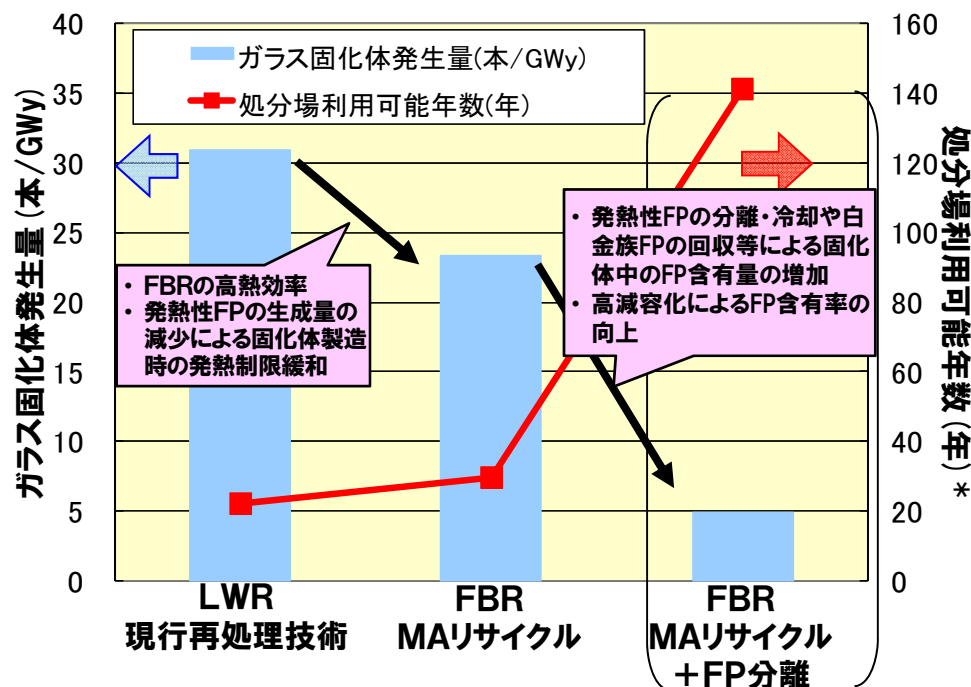 ガラス固化体発生量(本/GWy)
処分場利用可能年数(年)
ガラス固化体発生量(本/GWy)
40
35
30
25
20
15
10
5
0
・ FBRの高熱効率
・ 発熱性FPの生成量の
減少による固化体製造
時の発熱制限緩和
・ 発熱性FPの分離・冷却や白
金族FPの回収等による固化
体中のFP含有量の増加
・ 高減容化によるFP含有率の
向上
160
140
120
100
80
60
40
20
0
処分場利用可能年数(年)*
LWR
現行再処理技術
FBR
MAリサイクル
FBR
MAリサイクル
+FP分離